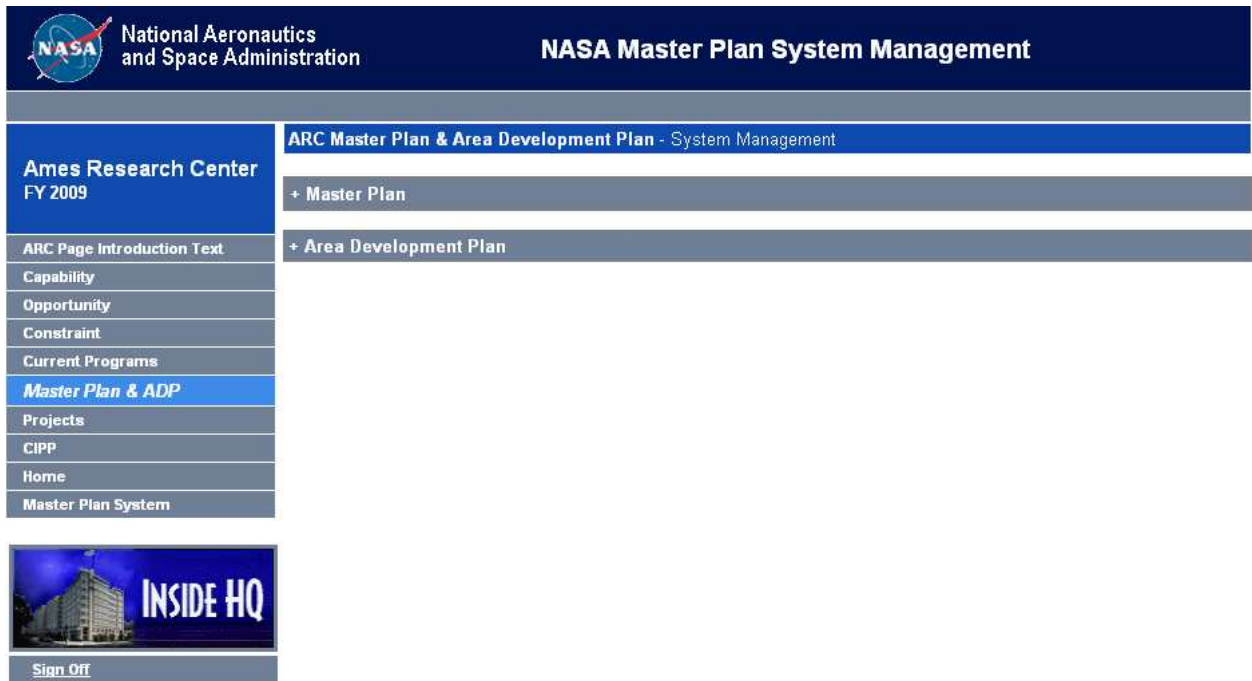 NASA
National Aeronautics
and Space Administration
NASA Master Plan System Management
Ames Research Center
FY 2009
ARC Page Introduction Text
Capability
Opportunity
Constraint
Current Programs
Master Plan & ADP
Projects
CIPP
Home
Master Plan System
INSIDE HQ
Sign Off
ARC Master Plan & Area Development Plan - System Management
+ Master Plan
+ Area Development Plan